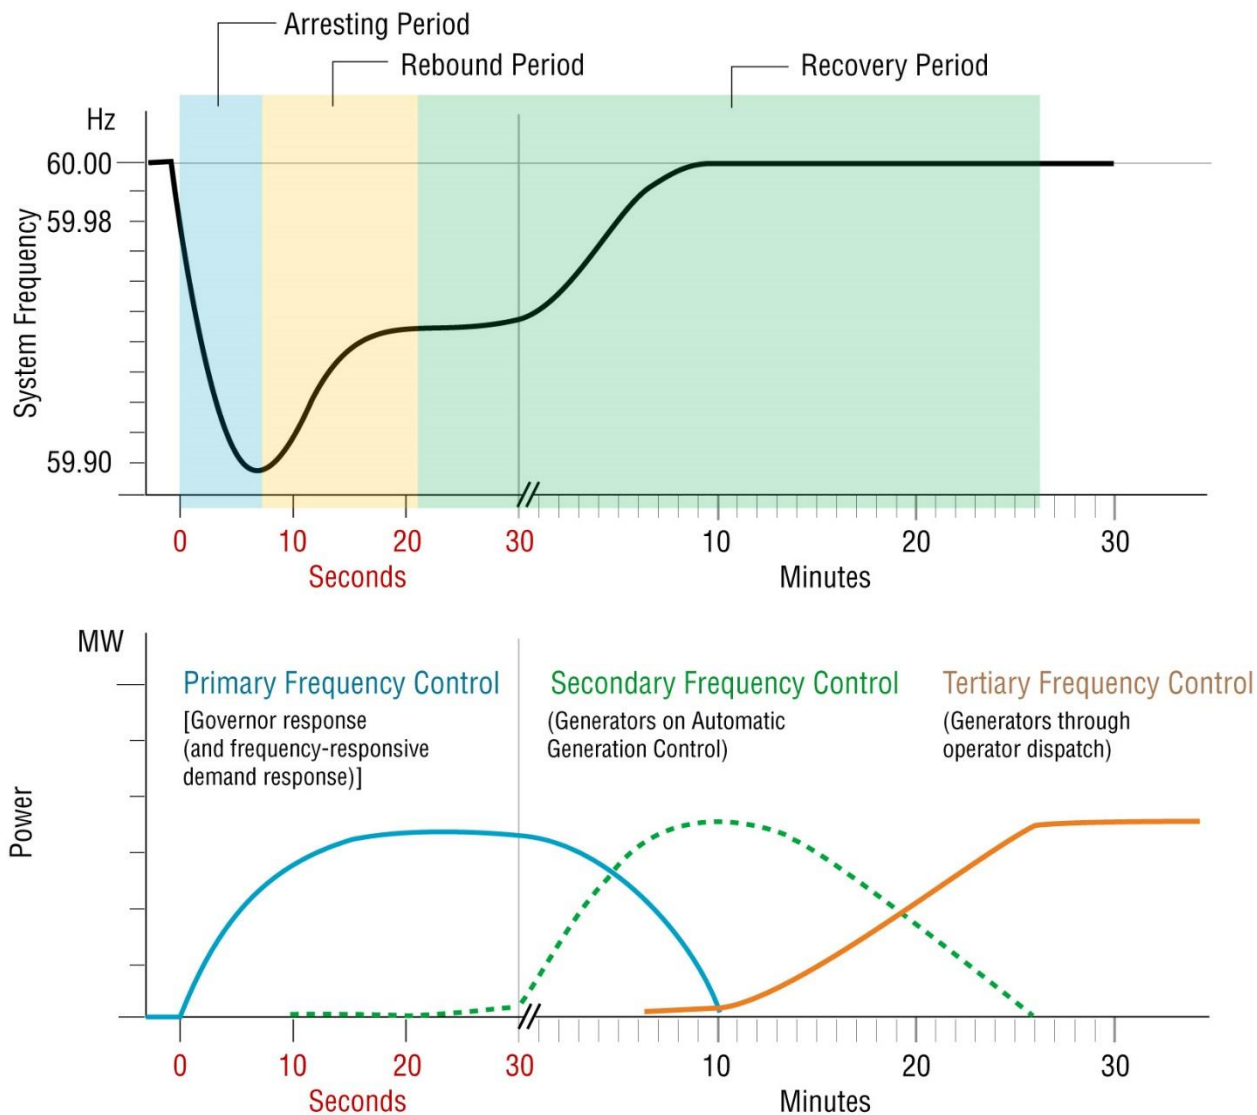 Arresting Period
Rebound Period
Recovery Period
Hz
60.00
59.98
59.90
System Frequency
0 10 20 30 10 20 30
Seconds Minutes
MW
Power
Primary Frequency Control
[Governor response
(and frequency-responsive
demand response)]
Secondary Frequency Control
(Generators on Automatic
Generation Control)
Tertiary Frequency Control
(Generators through
operator dispatch)
0 10 20 30 10 20 30
Seconds Minutes